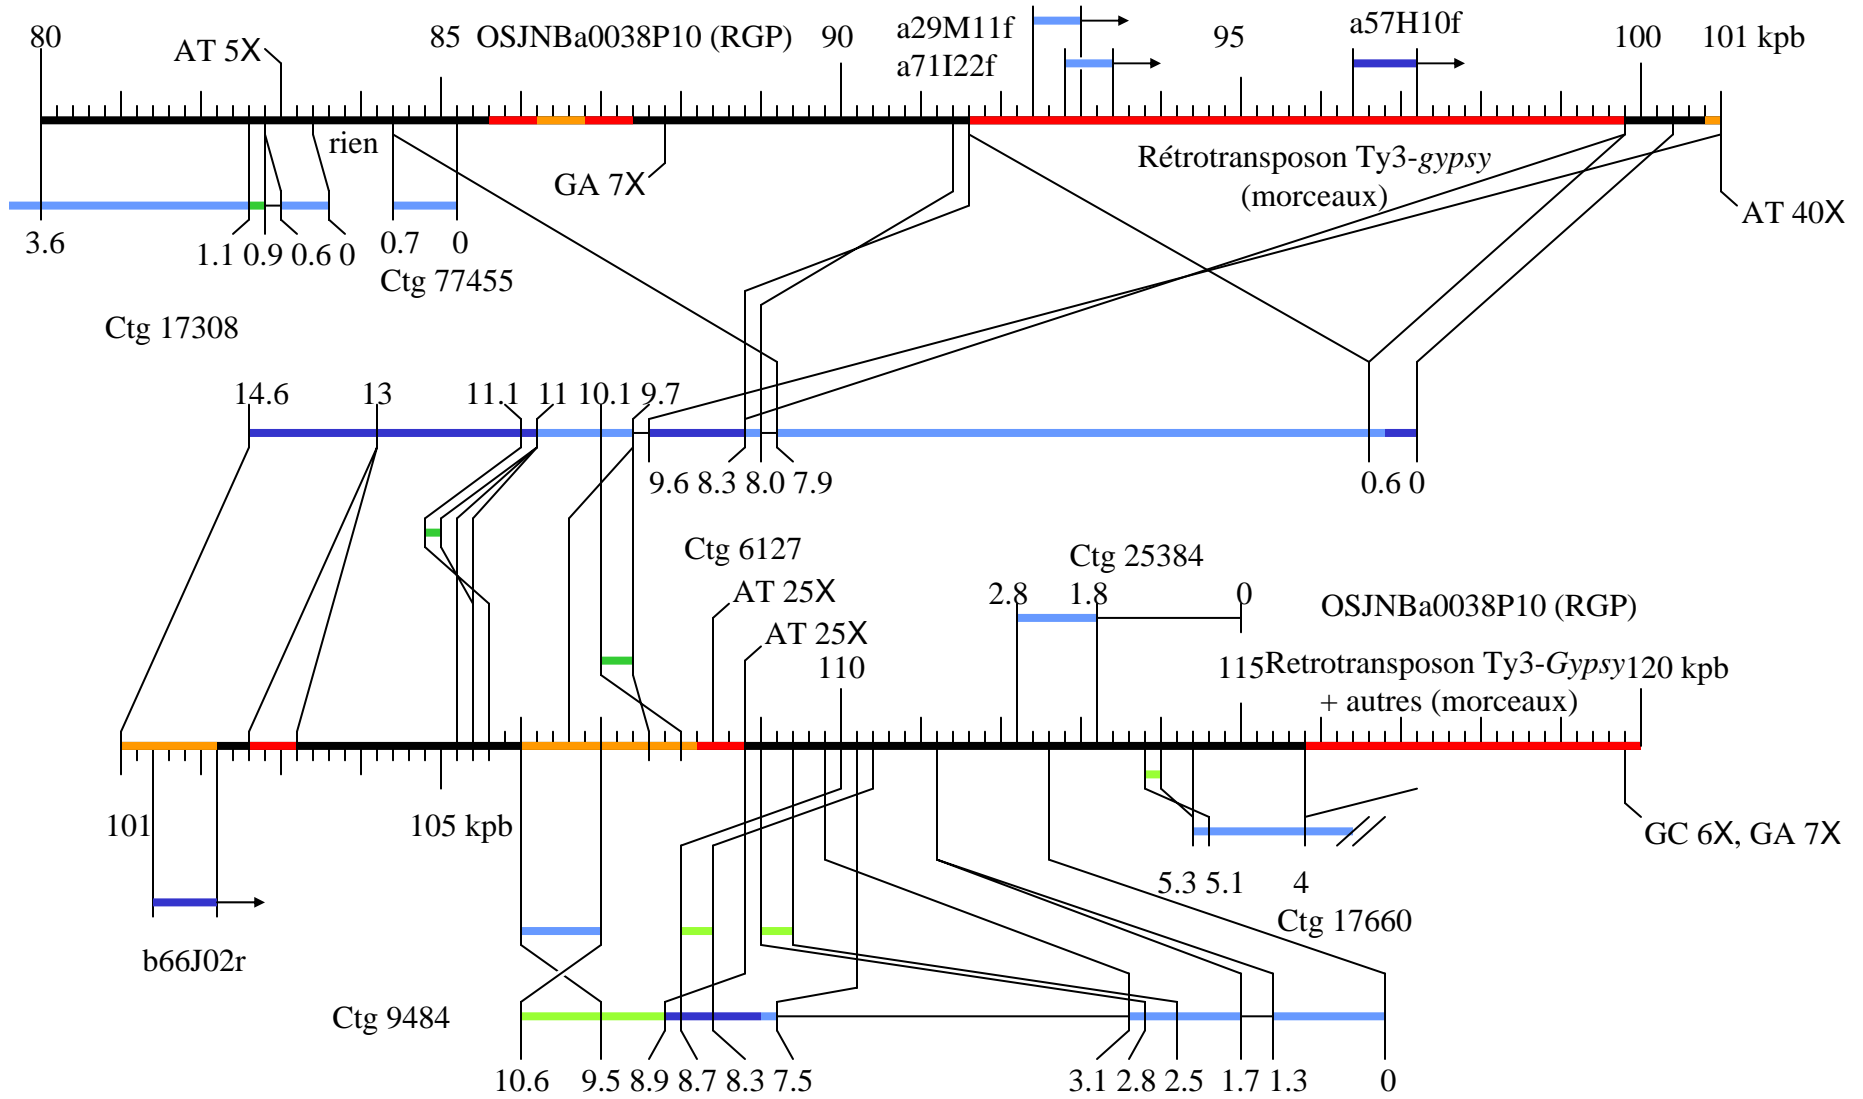 80
AT 5X
85
OSJNBa0038P10 (RGP)
90
a29M11f
a71I22f
95
a57H10f
100
101 kpb
rien
GA 7X
Rétrotransposon Ty3-gypsy
(morceaux)
AT 40X
3.6
1.1 0.9 0.6 0
0.7 0
Ctg 77455
Ctg 17308
14.6
13
11.1
11
10.1
9.7
9.6 8.3 8.0 7.9
0.6 0
Ctg 6127
Ctg 25384
AT 25X
2.8
1.8
0
OSJNBa0038P10 (RGP)
AT 25X
110
115
Retrotransposon Ty3-Gypsy
120 kpb
+ autres (morceaux)
101
105 kpb
GC 6X, GA 7X
5.3 5.1
4
Ctg 17660
b66J02r
Ctg 9484
10.6
9.5 8.9 8.7 8.3 7.5
3.1 2.8 2.5 1.7 1.3
0